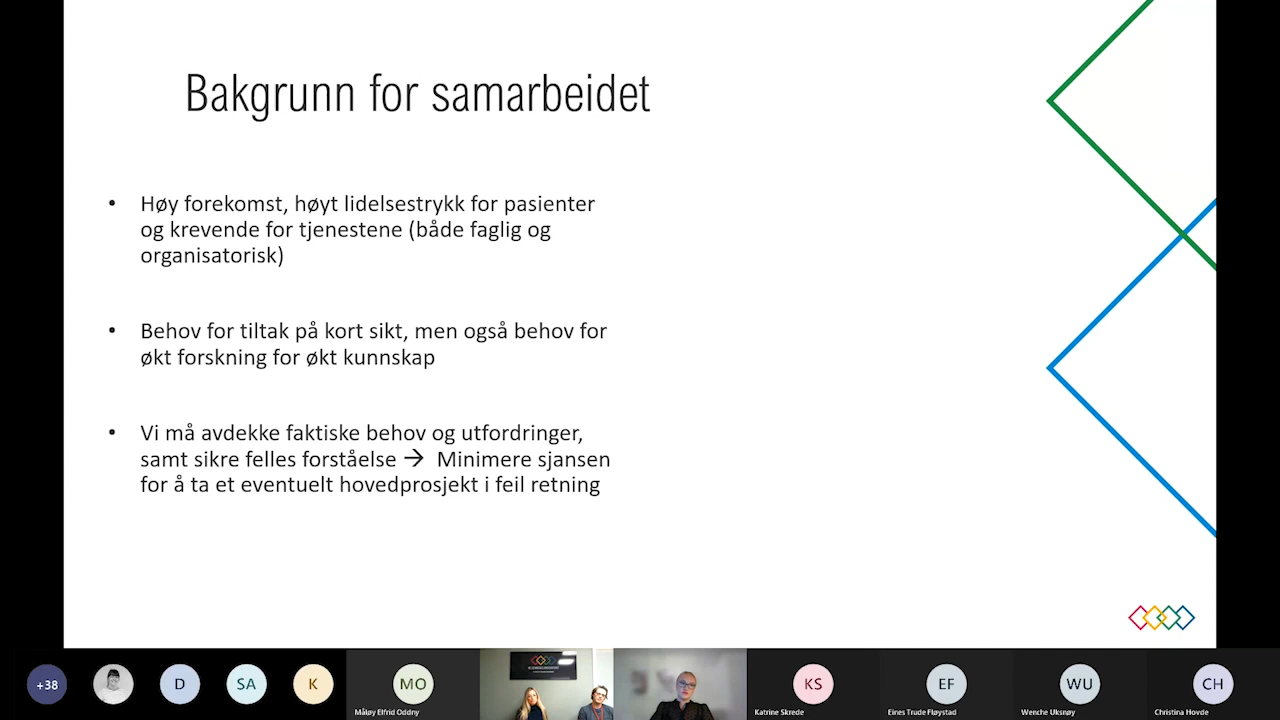 Bakgrunn for samarbeidet
• Høy forekomst, høyt lidelsestrykk for pasienter
og krevende for tjenestene (både faglig og
organisatorisk)
• Behov for tiltak på kort sikt, men også behov for
økt forskning for økt kunnskap
• Vi må avdekke faktiske behov og utfordringer,
samt sikre felles forståelse → Minimere sjansen
for å ta et eventuelt hovedprosjekt i feil retning
+38
D
SA
K
MO
KS
EF
WU
CH
Måløy Elfrid Oddny
Katrine Skrede
Eines Trude Fløystad
Wenche Uksnøy
Christina Hovde